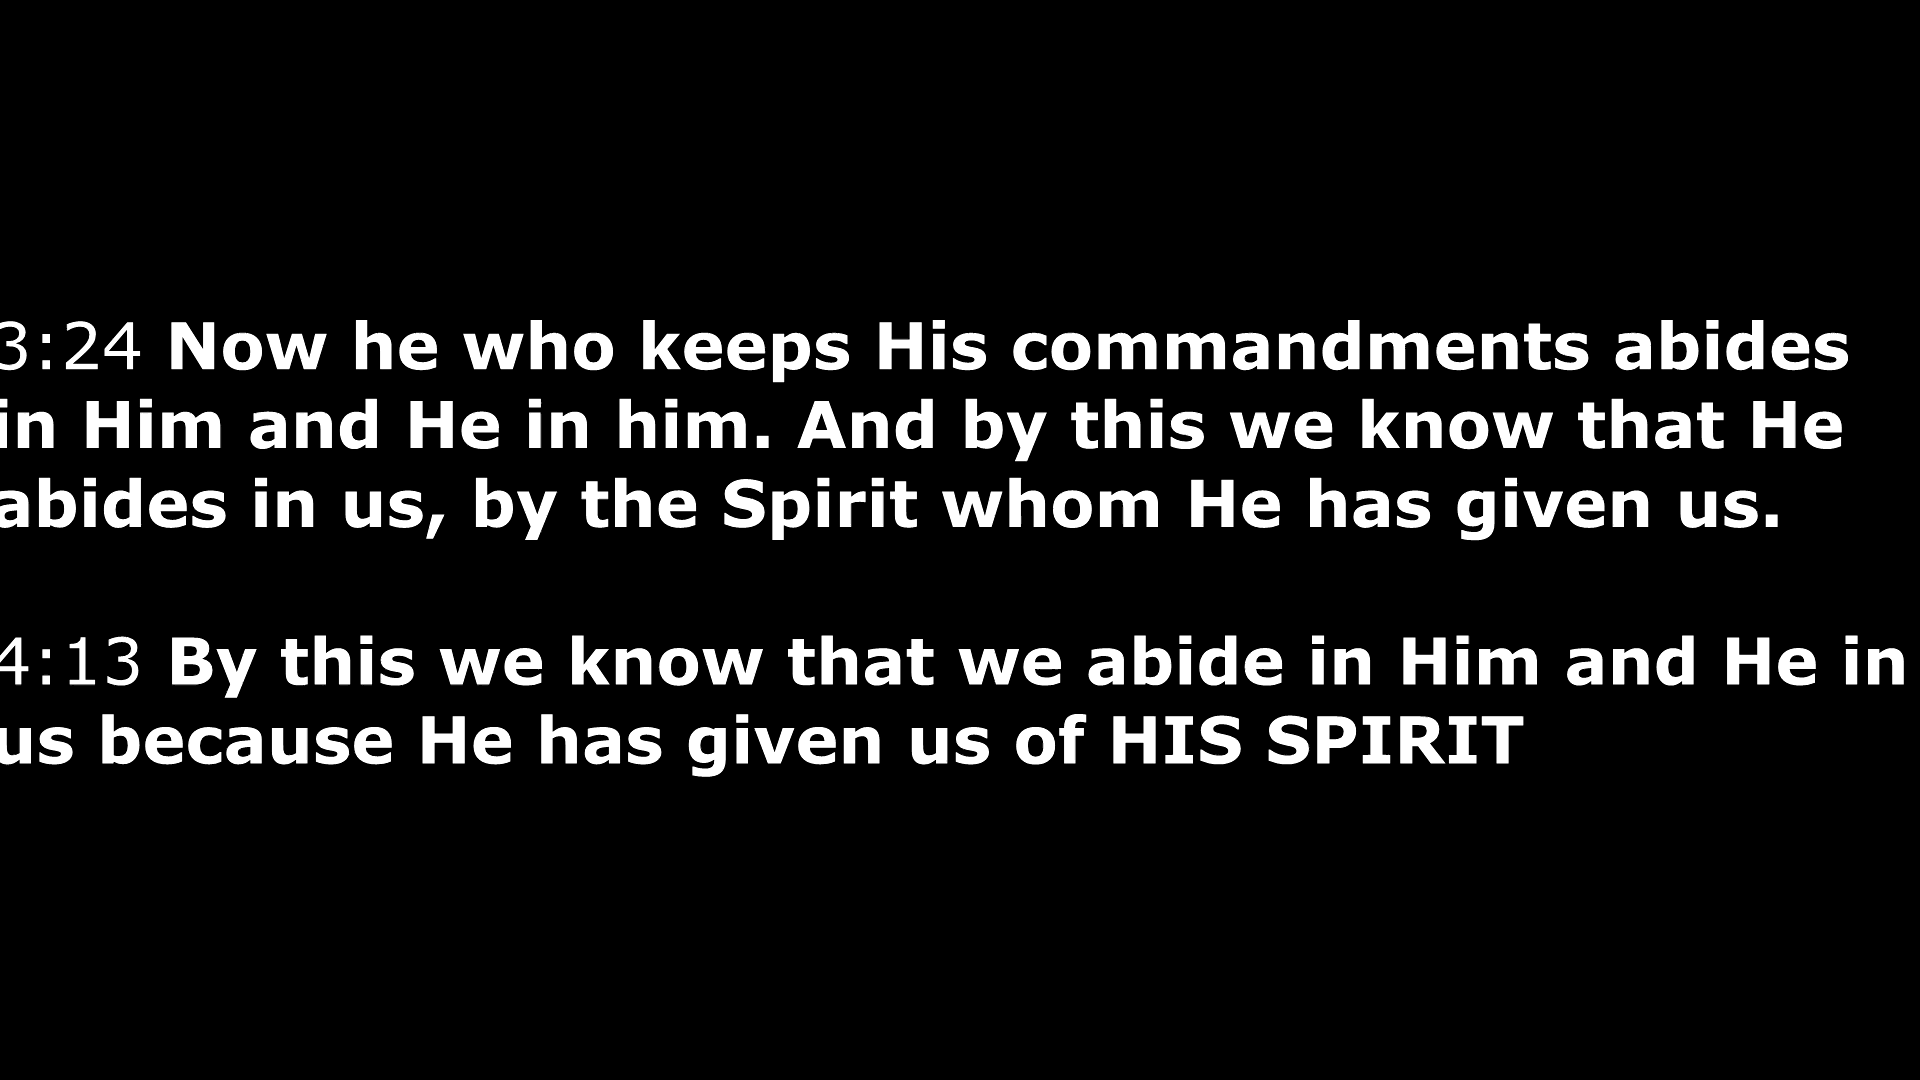 3:24 Now he who keeps His commandments abides
in Him and He in him. And by this we know that He
abides in us, by the Spirit whom He has given us.
4:13 By this we know that we abide in Him and He in
us because He has given us of HIS SPIRIT